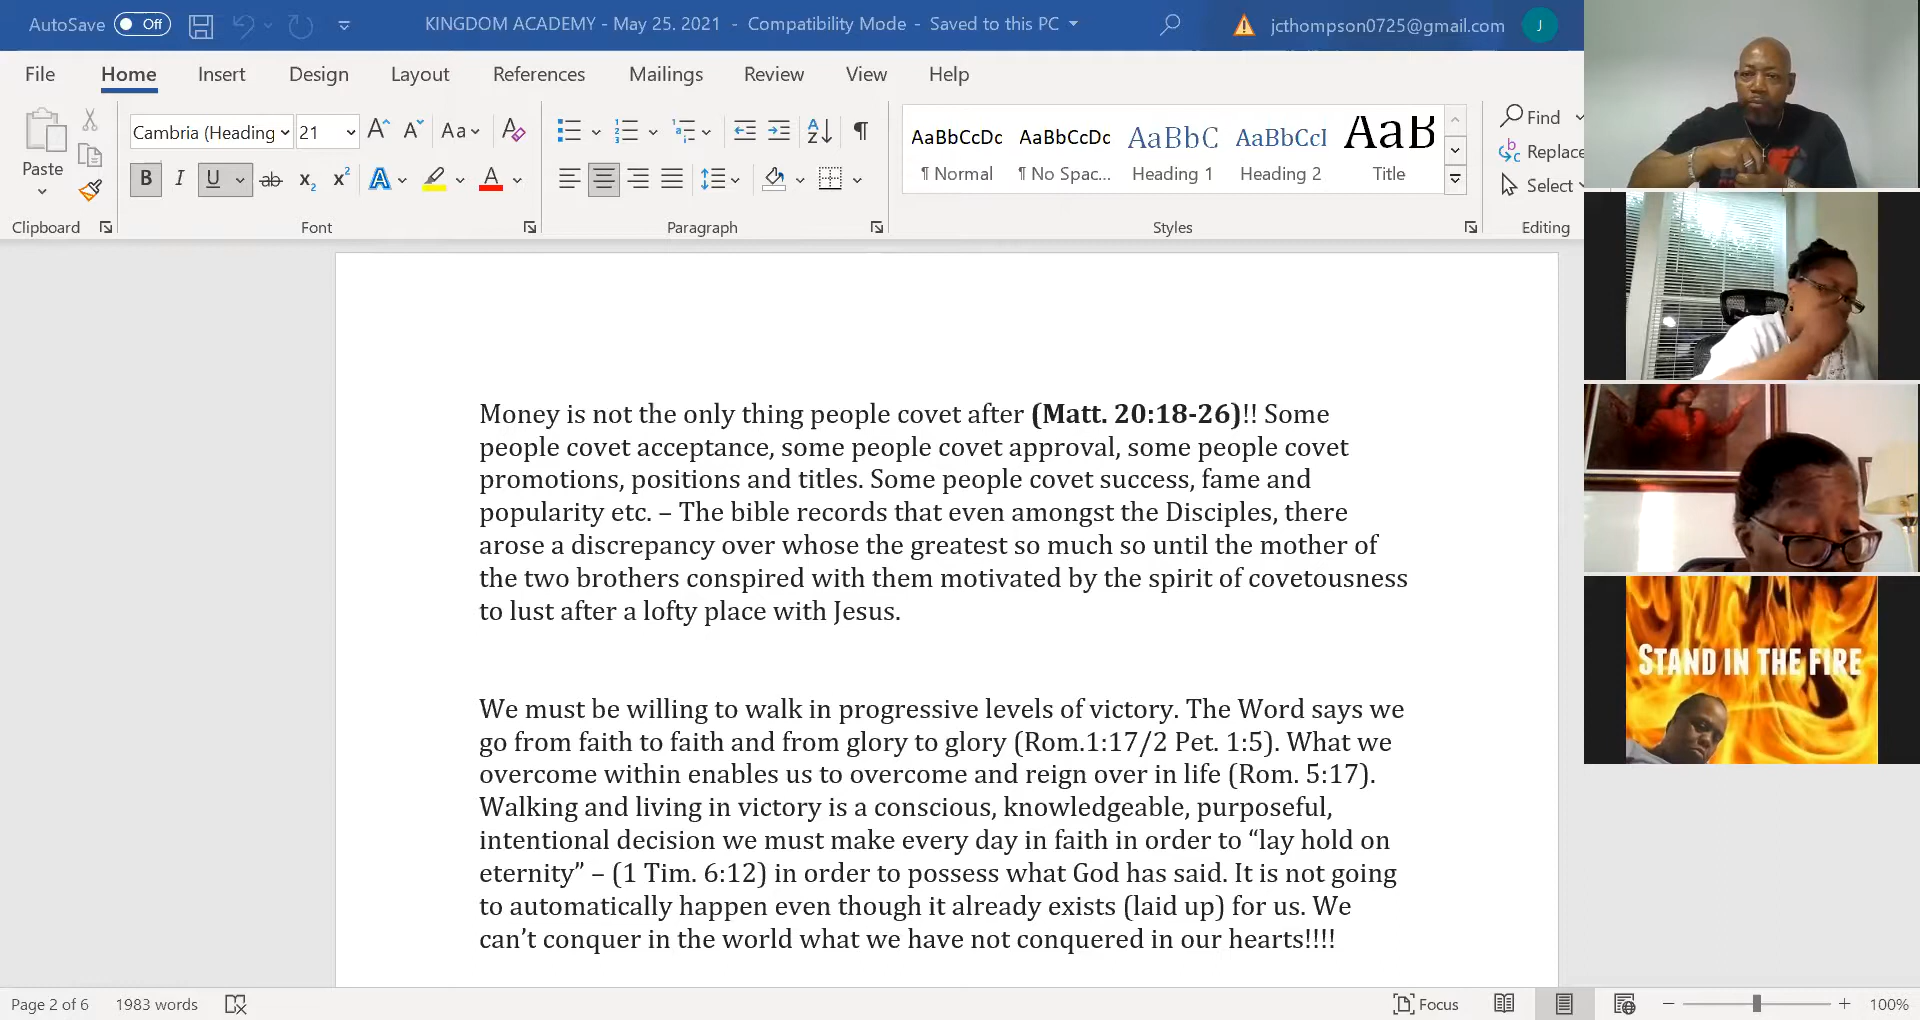 AutoSave Off KINGDOM ACADEMY - May 25. 2021 - Compatibility Mode - Saved to this PC jcthompson0725@gmail.com J
File Home Insert Design Layout References Mailings Review View Help
Paste
Cambria (Heading 21 A A Aa A
B I U ab x₂ x² A A
AaBbCcDc AaBbCcDc AaBbC AaBbCcI AaB
¶ Normal ¶ No Spac... Heading 1 Heading 2 Title
Find
Replace
Select
Clipboard Font Paragraph Styles Editing
Money is not the only thing people covet after (Matt. 20:18-26)!! Some
people covet acceptance, some people covet approval, some people covet
promotions, positions and titles. Some people covet success, fame and
popularity etc. – The bible records that even amongst the Disciples, there
arose a discrepancy over whose the greatest so much so until the mother of
the two brothers conspired with them motivated by the spirit of covetousness
to lust after a lofty place with Jesus.
We must be willing to walk in progressive levels of victory. The Word says we
go from faith to faith and from glory to glory (Rom.1:17/2 Pet. 1:5). What we
overcome within enables us to overcome and reign over in life (Rom. 5:17).
Walking and living in victory is a conscious, knowledgeable, purposeful,
intentional decision we must make every day in faith in order to “lay hold on
eternity” – (1 Tim. 6:12) in order to possess what God has said. It is not going
to automatically happen even though it already exists (laid up) for us. We
can’t conquer in the world what we have not conquered in our hearts!!!!
STAND IN THE FIRE
Page 2 of 6 1983 words Focus 100%